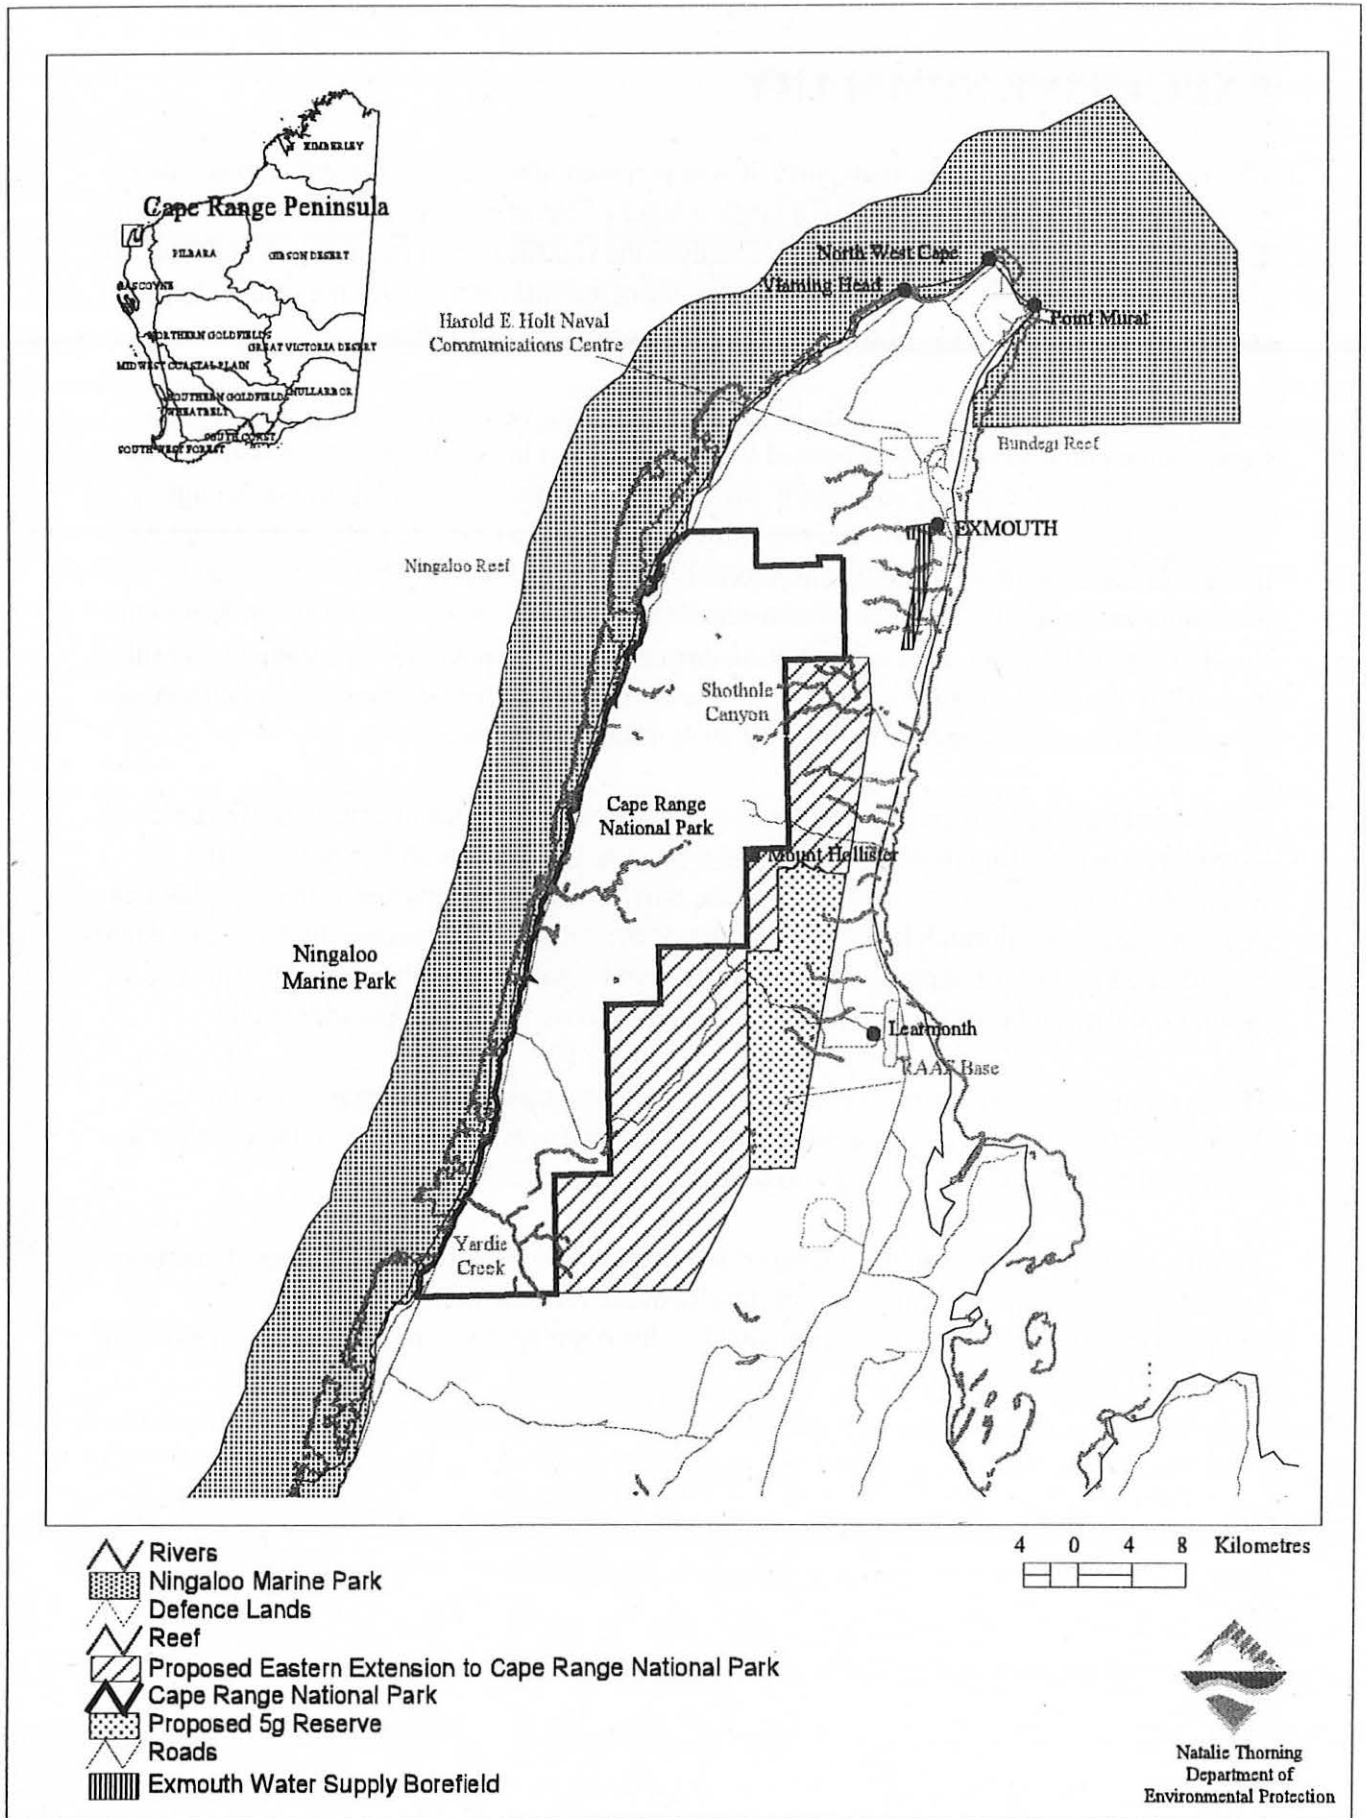 KIMBERLEY
Cape Range Peninsula
PILBARA
GIBSON DESERT
GASCOYNE
NORTHERN GOLDFIELDS
GREAT VICTORIA DESERT
MIDWEST COASTAL PLAIN
SOUTHERN GOLDFIELDS
NULLARBOR
WHEATBELT
SOUTH COAST
SOUTH WEST FOREST
North West Cape
Vlaming Head
Point Murat
Harold E. Holt Naval
Communications Centre
Bundegi Reef
EXMOUTH
Ningaloo Reef
Shothole
Canyon
Cape Range
National Park
Mount Hollister
Ningaloo
Marine Park
Learmonth
RAAF Base
Yardie
Creek
Rivers
Ningaloo Marine Park
Defence Lands
Reef
Proposed Eastern Extension to Cape Range National Park
Cape Range National Park
Proposed 5g Reserve
Roads
Exmouth Water Supply Borefield
4 0 4 8 Kilometres
Natalie Thorning
Department of
Environmental Protection